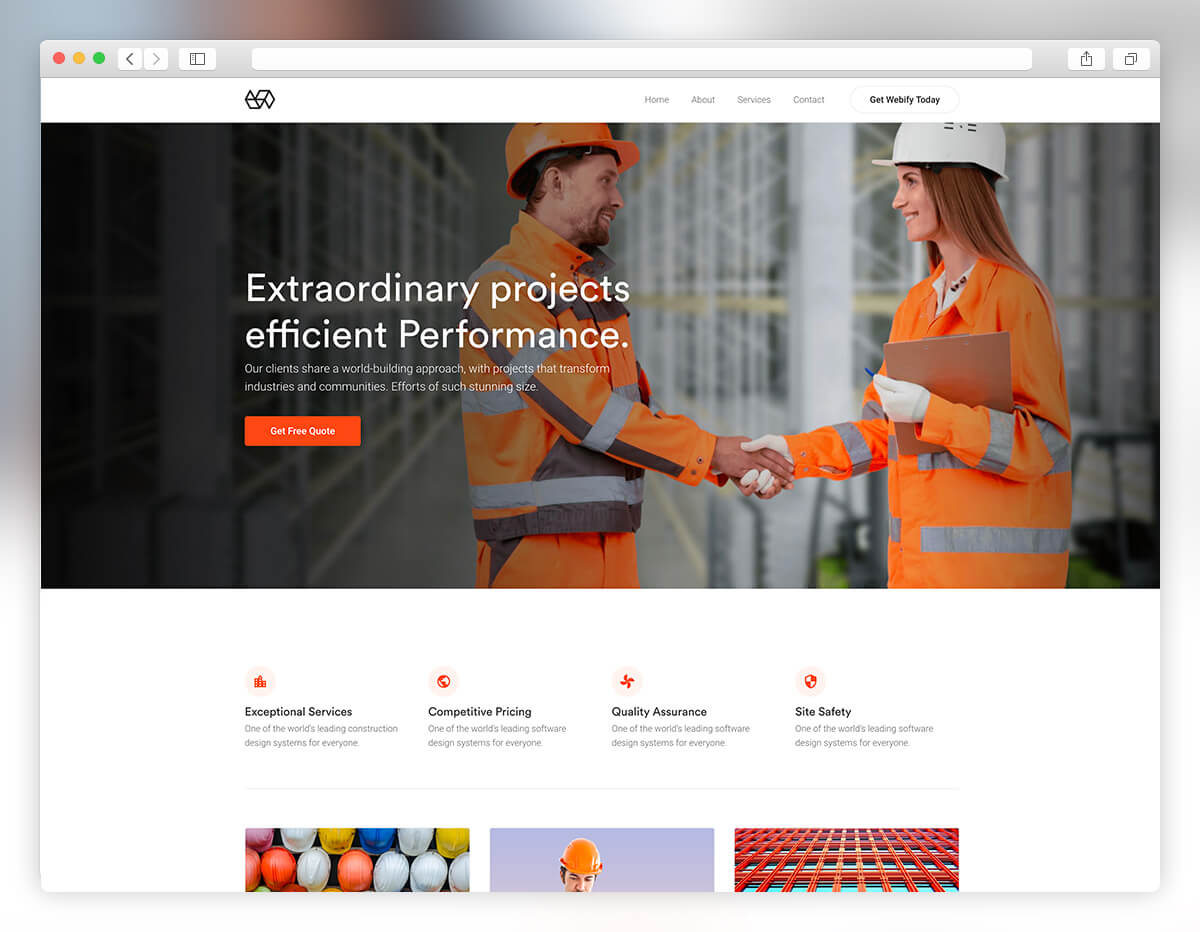 Home About Services Contact Get Webify Today
Extraordinary projects
efficient Performance.
Our clients share a world-building approach, with projects that transform
industries and communities. Efforts of such stunning size.
Get Free Quote
Exceptional Services
One of the world's leading construction
design systems for everyone.
Competitive Pricing
One of the world's leading software
design systems for everyone.
Quality Assurance
One of the world's leading software
design systems for everyone.
Site Safety
One of the world's leading software
design systems for everyone.